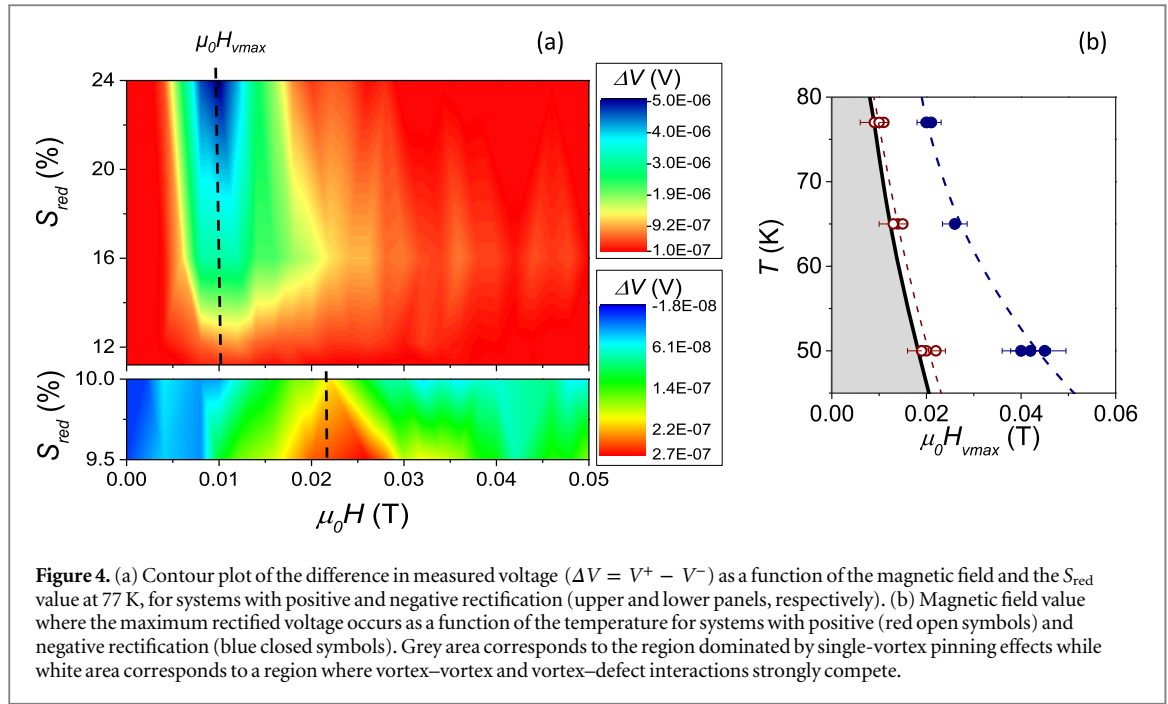 μ₀Hvmax
(a)
(b)
24
20
16
12
Sred (%)
10.0
9.5
Sred (%)
0.00 0.01 0.02 0.03 0.04 0.05
μ₀H (T)
ΔV (V)
5.0E-06
4.0E-06
3.0E-06
1.9E-06
9.2E-07
1.0E-07
ΔV (V)
-1.8E-08
6.1E-08
1.4E-07
2.2E-07
2.7E-07
80
70
60
50
T (K)
0.00 0.02 0.04 0.06
μ₀Hvmax (T)
Figure 4. (a) Contour plot of the difference in measured voltage (ΔV = V⁺ − V⁻) as a function of the magnetic field and the Sred
value at 77 K, for systems with positive and negative rectification (upper and lower panels, respectively). (b) Magnetic field value
where the maximum rectified voltage occurs as a function of the temperature for systems with positive (red open symbols) and
negative rectification (blue closed symbols). Grey area corresponds to the region dominated by single-vortex pinning effects while
white area corresponds to a region where vortex–vortex and vortex–defect interactions strongly compete.